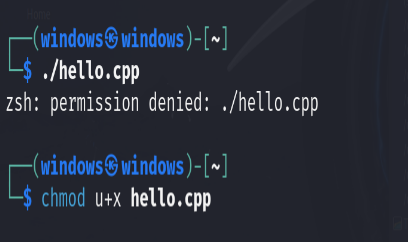 ┌──(windows㉿windows)-[~]
└─$ ./hello.cpp
zsh: permission denied: ./hello.cpp
┌──(windows㉿windows)-[~]
└─$ chmod u+x hello.cpp